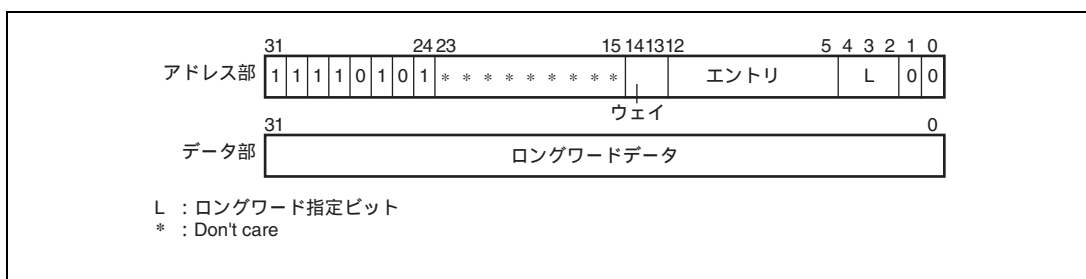 31 24 23 15 14 13 12 5 4 3 2 1 0
アドレス部 1 1 1 1 0 1 0 1 * * * * * * * * * エントリ L 0 0
ウェイ
31 0
データ部 ロングワードデータ
L :ロングワード指定ビット
* :Don't care